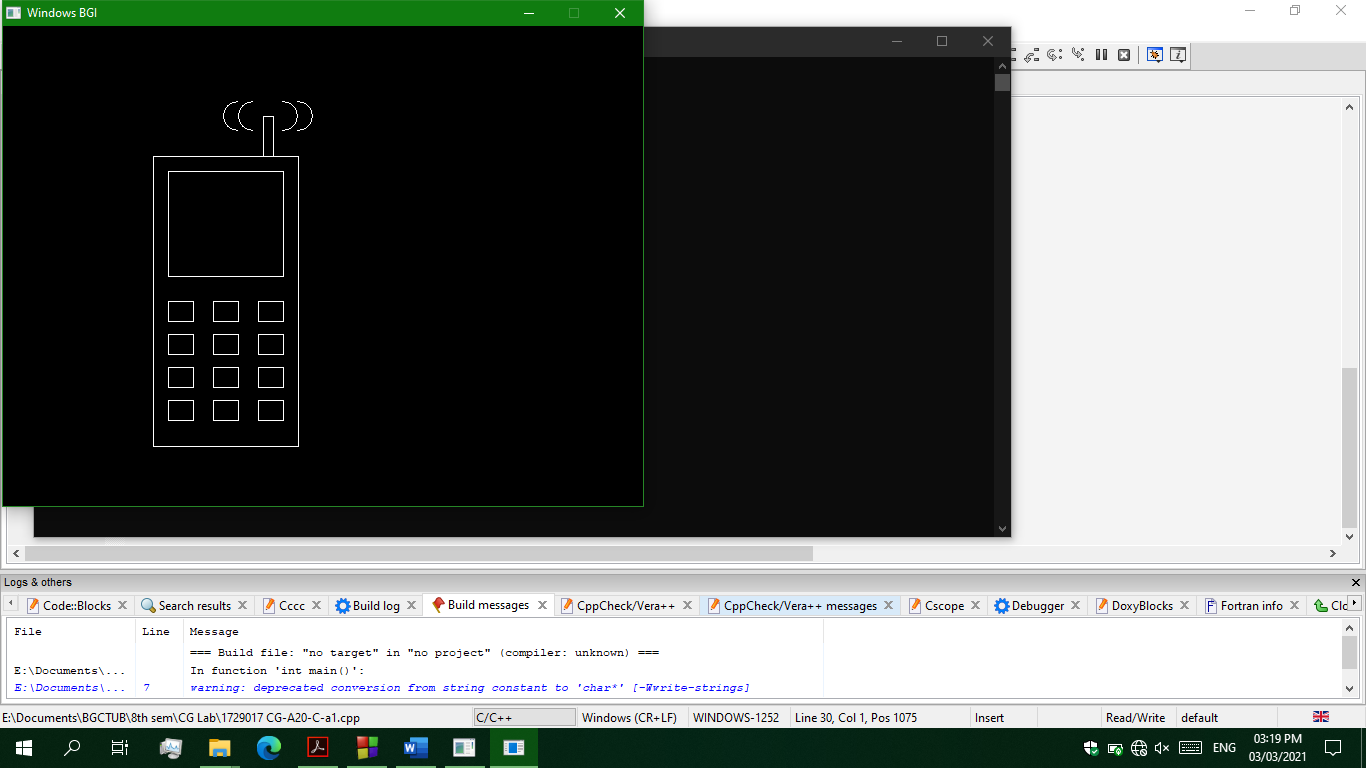 Windows BGI
Logs & others
Code::Blocks Search results Cccc Build log Build messages CppCheck/Vera++ CppCheck/Vera++ messages Cscope Debugger DoxyBlocks Fortran info Clo
File Line Message
=== Build file: "no target" in "no project" (compiler: unknown) ===
E:\Documents\... In function 'int main()':
E:\Documents\... 7 warning: deprecated conversion from string constant to 'char*' [-Wwrite-strings]
E:\Documents\BGCTUB\8th sem\CG Lab\1729017 CG-A20-C-a1.cpp C/C++ Windows (CR+LF) WINDOWS-1252 Line 30, Col 1, Pos 1075 Insert Read/Write default
ENG
03:19 PM
03/03/2021